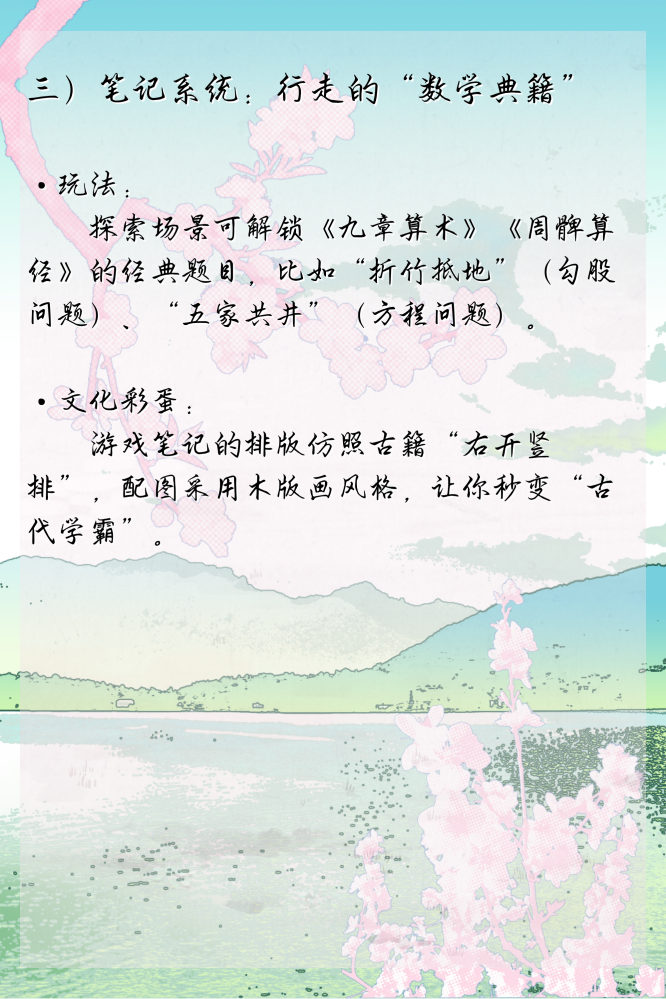 三）笔记系统：行走的“数学典籍”
•玩法：
探索场景可解锁《九章算术》《周髀算
经》的经典题目，比如“折竹抵地”（勾股
问题）、“五家共井”（方程问题）。
•文化彩蛋：
游戏笔记的排版仿照古籍“右开竖
排”，配图采用木版画风格，让你秒变“古
代学霸”。